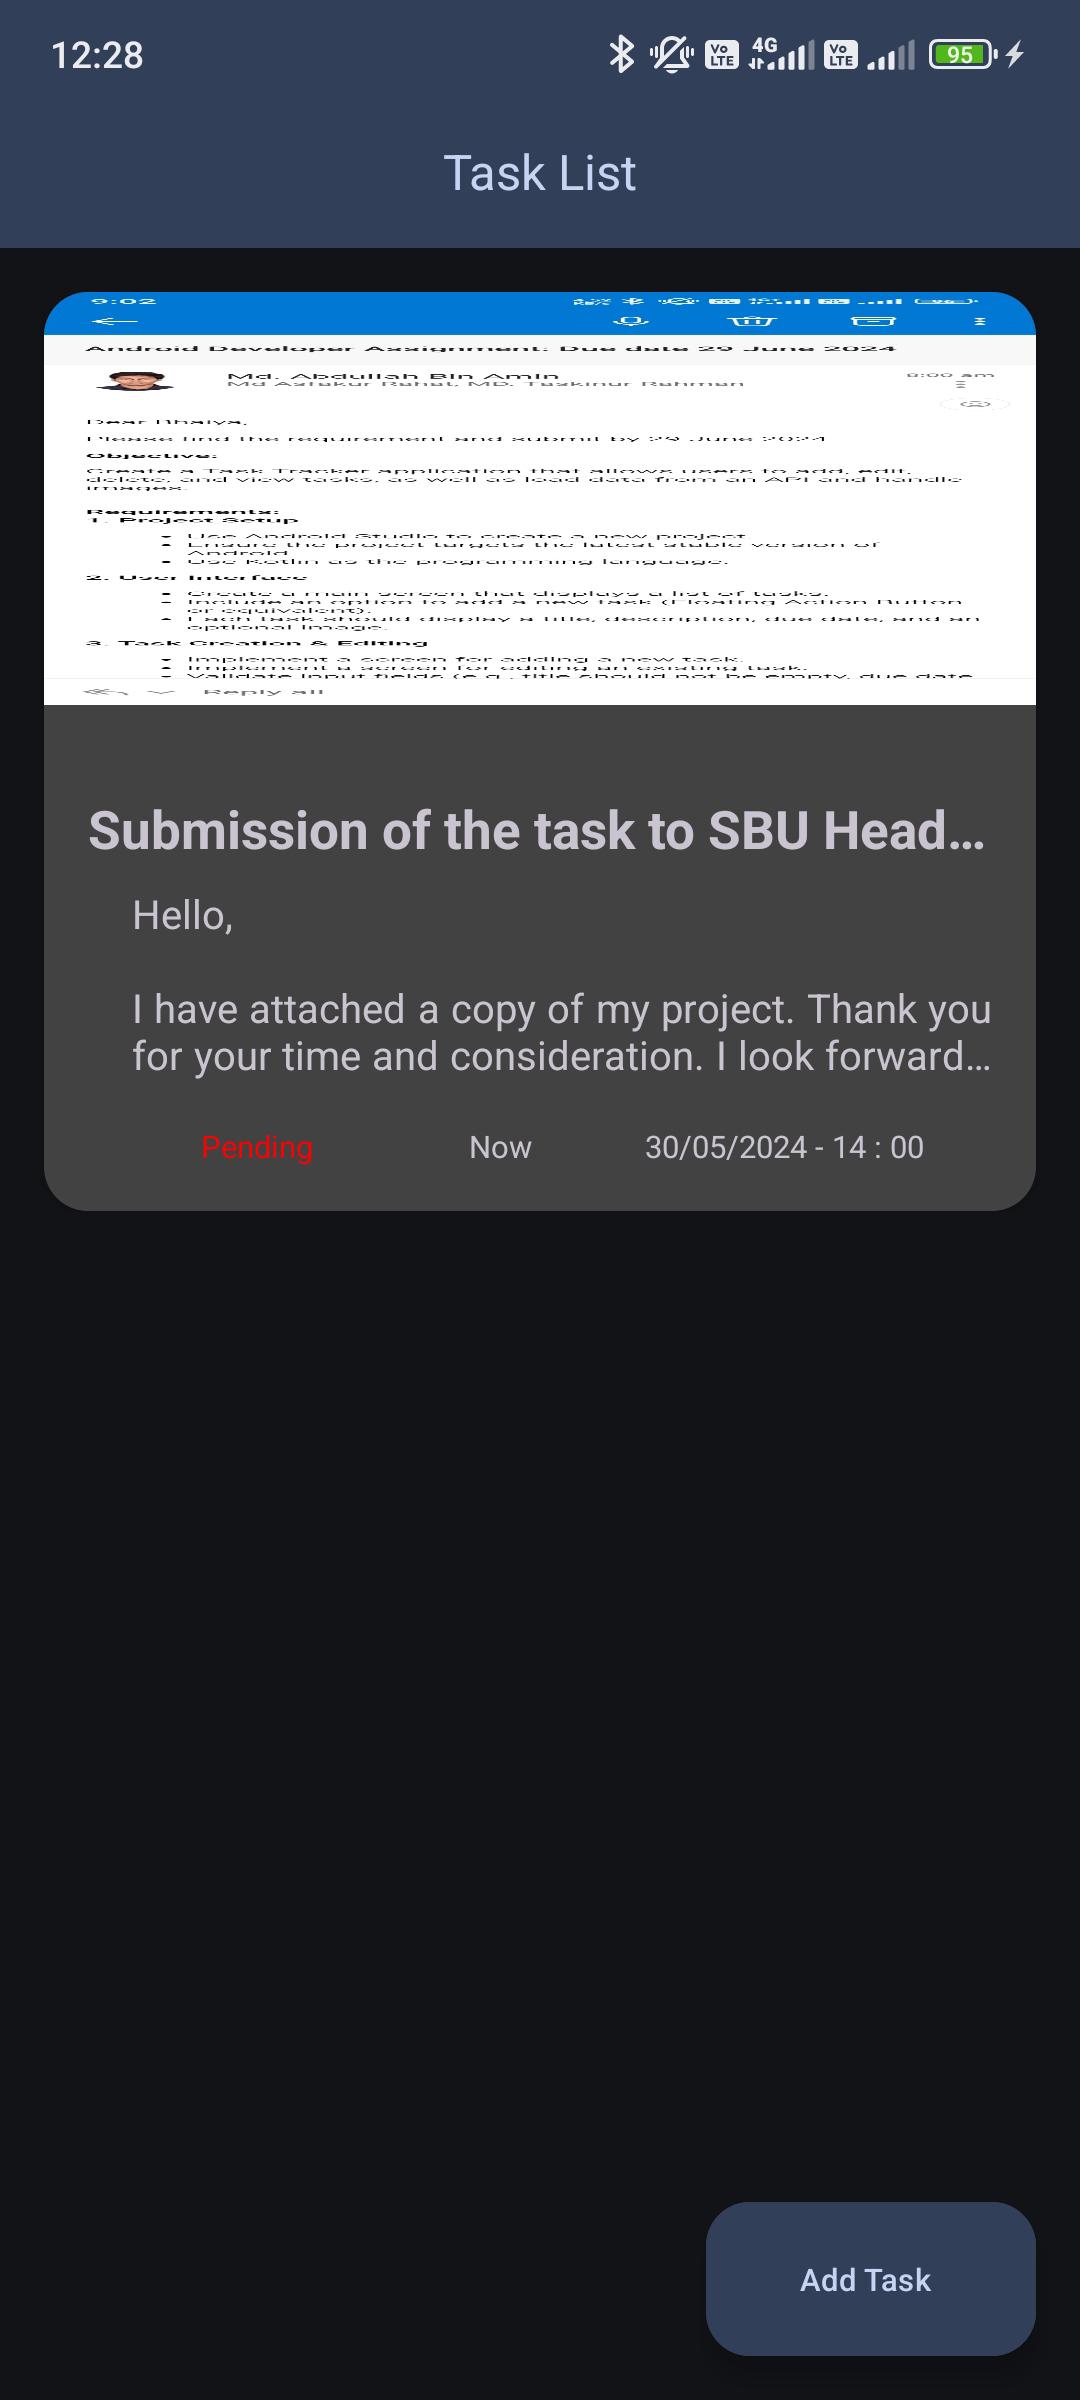 12:28
Vo LTE 4G Vo LTE 95
Task List
9:02
Android Developer Assignment: Due date 29 June 2024
Md. Abdullah Bin Amin
8:00 am
Md Asfakur Rahat, MD. Taskinur Rahman
Dear Bhaiya,
Please find the requirement and submit by 29 June 2024
Objective:
Create a Task Tracker application that allows users to add, edit,
delete, and view tasks, as well as load data from an API and handle
images.
Requirements:
1. Project Setup
Use Android Studio to create a new project
Ensure the project targets the latest stable version of
Android
Use Kotlin as the programming language.
2. User Interface
Create a main screen that displays a list of tasks.
Include an option to add a new task (Floating Action Button
or equivalent).
Each task should display a title, description, due date, and an
optional image.
3. Task Creation & Editing
Implement a screen for adding a new task.
Implement a screen for editing an existing task.
Validate input fields (e.g., title should not be empty, due date
Reply all
Submission of the task to SBU Head...
Hello,
I have attached a copy of my project. Thank you
for your time and consideration. I look forward...
Pending Now 30/05/2024 - 14 : 00
Add Task